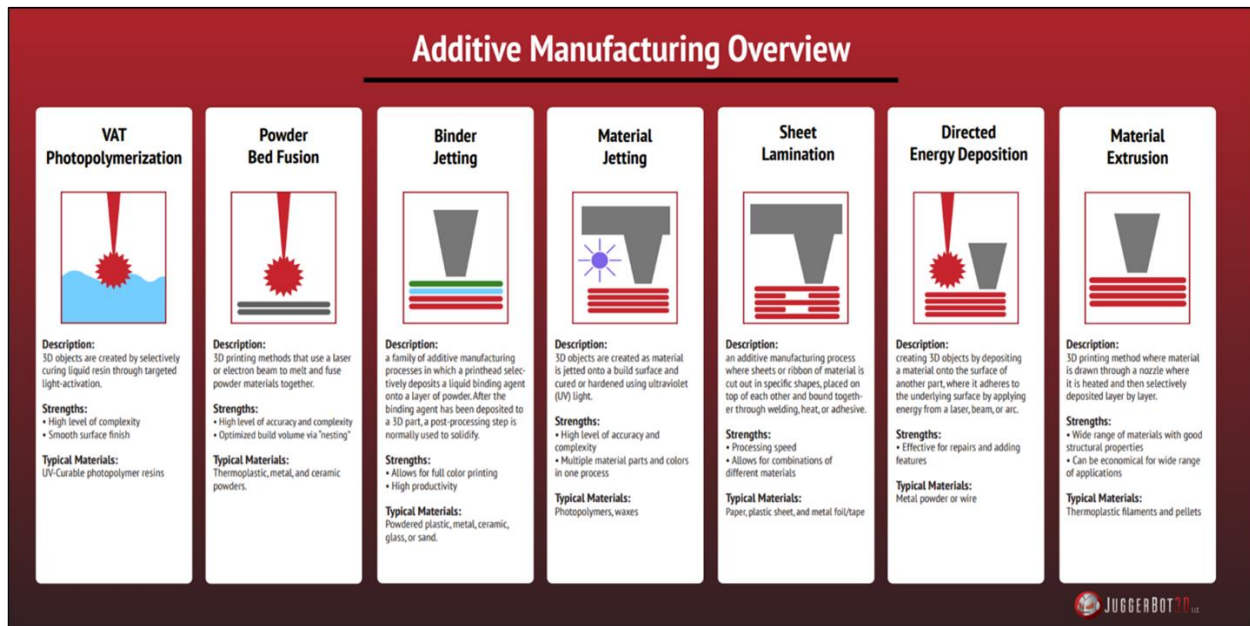 Additive Manufacturing Overview
VAT
Photopolymerization
Description:
3D objects are created by selectively
curing liquid resin through targeted
light-activation.
Strengths:
• High level of complexity
• Smooth surface finish
Typical Materials:
UV-Curable photopolymer resins
Powder
Bed Fusion
Description:
3D printing methods that use a laser
or electron beam to melt and fuse
powder materials together.
Strengths:
• High level of accuracy and complexity
• Optimized build volume via "nesting"
Typical Materials:
Thermoplastic, metal, and ceramic
powders.
Binder
Jetting
Description:
a family of additive manufacturing
processes in which a printhead selec-
tively deposits a liquid binding agent
onto a layer of powder. After the
binding agent has been deposited to
a 3D part, a post-processing step is
normally used to solidify.
Strengths:
• Allows for full color printing
• High productivity
Typical Materials:
Powdered plastic, metal, ceramic,
glass, or sand.
Material
Jetting
Description:
3D objects are created as material
is jetted onto a build surface and
cured or hardened using ultraviolet
(UV) light.
Strengths:
• High level of accuracy and
complexity
• Multiple material parts and colors
in one process
Typical Materials:
Photopolymers, waxes
Sheet
Lamination
Description:
an additive manufacturing process
where sheets or ribbon of material is
cut out in specific shapes, placed on
top of each other and bound togeth-
er through welding, heat, or adhesive.
Strengths:
• Processing speed
• Allows for combinations of
different materials
Typical Materials:
Paper, plastic sheet, and metal foil/tape
Directed
Energy Deposition
Description:
creating 3D objects by depositing
a material onto the surface of
another part, where it adheres to
the underlying surface by applying
energy from a laser, beam, or arc.
Strengths:
• Effective for repairs and adding
features
Typical Materials:
Metal powder or wire
Material
Extrusion
Description:
3D printing method where material
is drawn through a nozzle where
it is heated and then selectively
deposited layer by layer.
Strengths:
• Wide range of materials with good
structural properties
• Can be economical for wide range
of applications
Typical Materials:
Thermoplastic filaments and pellets
JUGGERBOT3D LLC